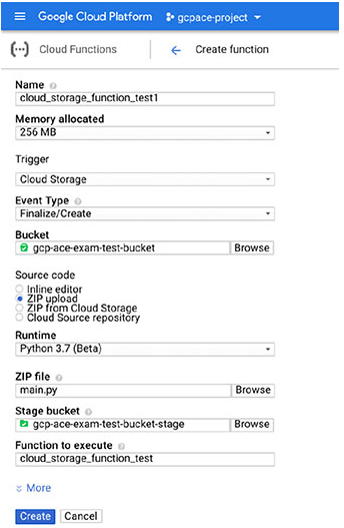 Google Cloud Platform gcpace-project
(···) Cloud Functions Create function
Name
cloud_storage_function_test1
Memory allocated
256 MB
Trigger
Cloud Storage
Event Type
Finalize/Create
Bucket
gcp-ace-exam-test-bucket Browse
Source code
Inline editor
ZIP upload
ZIP from Cloud Storage
Cloud Source repository
Runtime
Python 3.7 (Beta)
ZIP file
main.py Browse
Stage bucket
gcp-ace-exam-test-bucket-stage Browse
Function to execute
cloud_storage_function_test
More
Create Cancel